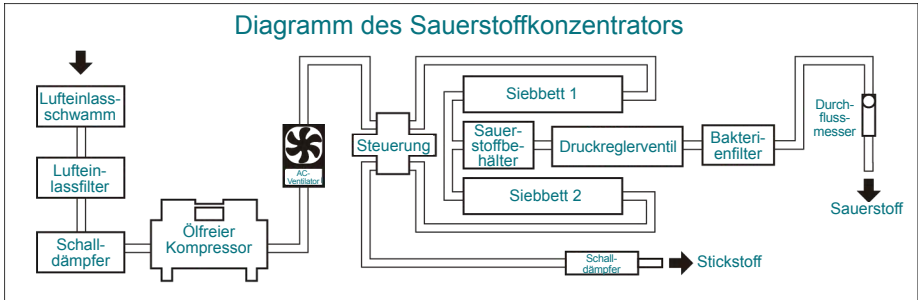 Diagramm des Sauerstoffkonzentrators
Lufteinlass-
schwamm
Luftein-
lassfilter
Schall-
dämpfer
Ölfreier
Kompressor
AC-
Ventilator
Steuerung
Siebbett 1
Sauer-
stoffbe-
hälter
Siebbett 2
Druckreglerventil
Bakteri-
enfilter
Durch-
fluss-
messer
Sauerstoff
Schall-
dämpfer
Stickstoff